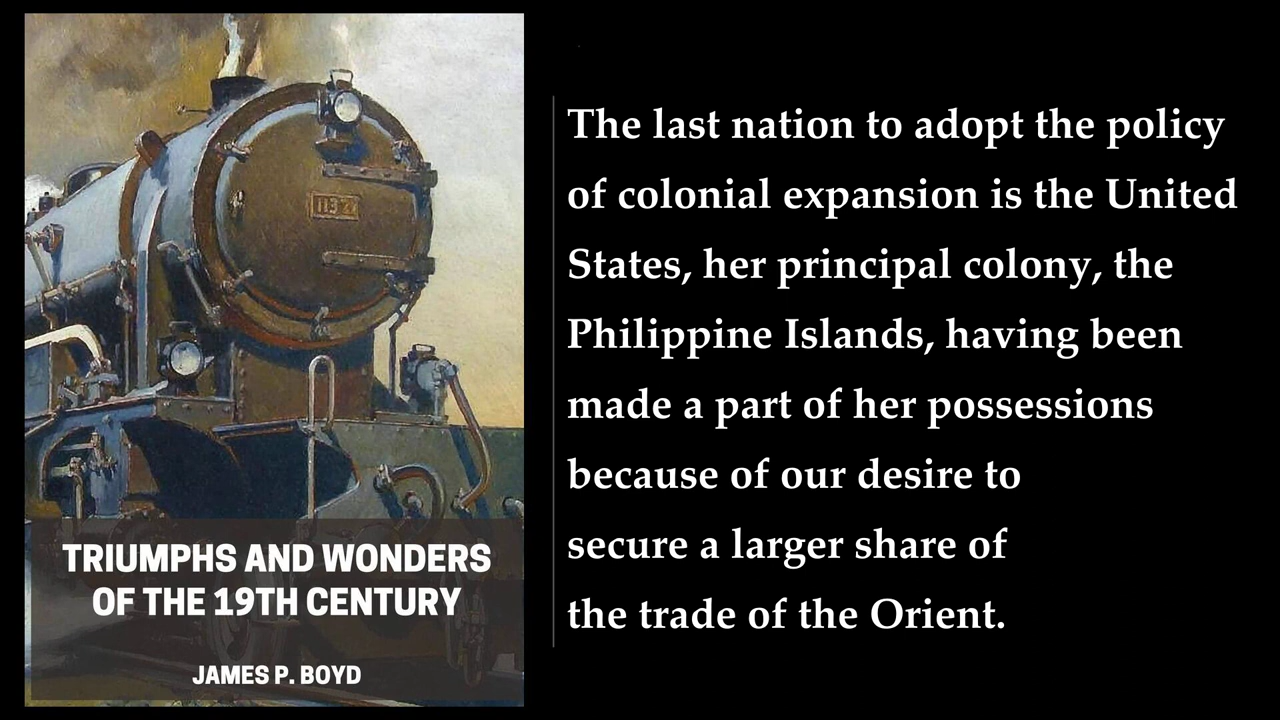 TRIUMPHS AND WONDERS
OF THE 19TH CENTURY
JAMES P. BOYD
The last nation to adopt the policy
of colonial expansion is the United
States, her principal colony, the
Philippine Islands, having been
made a part of her possessions
because of our desire to
secure a larger share of
the trade of the Orient.